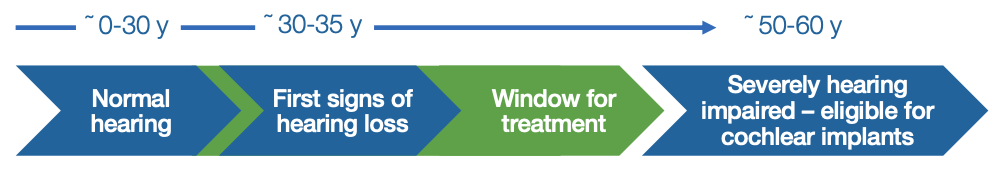 ~ 0-30 y
~ 30-35 y
~ 50-60 y
Normal
hearing
First signs of
hearing loss
Window for
treatment
Severely hearing
impaired – eligible for
cochlear implants